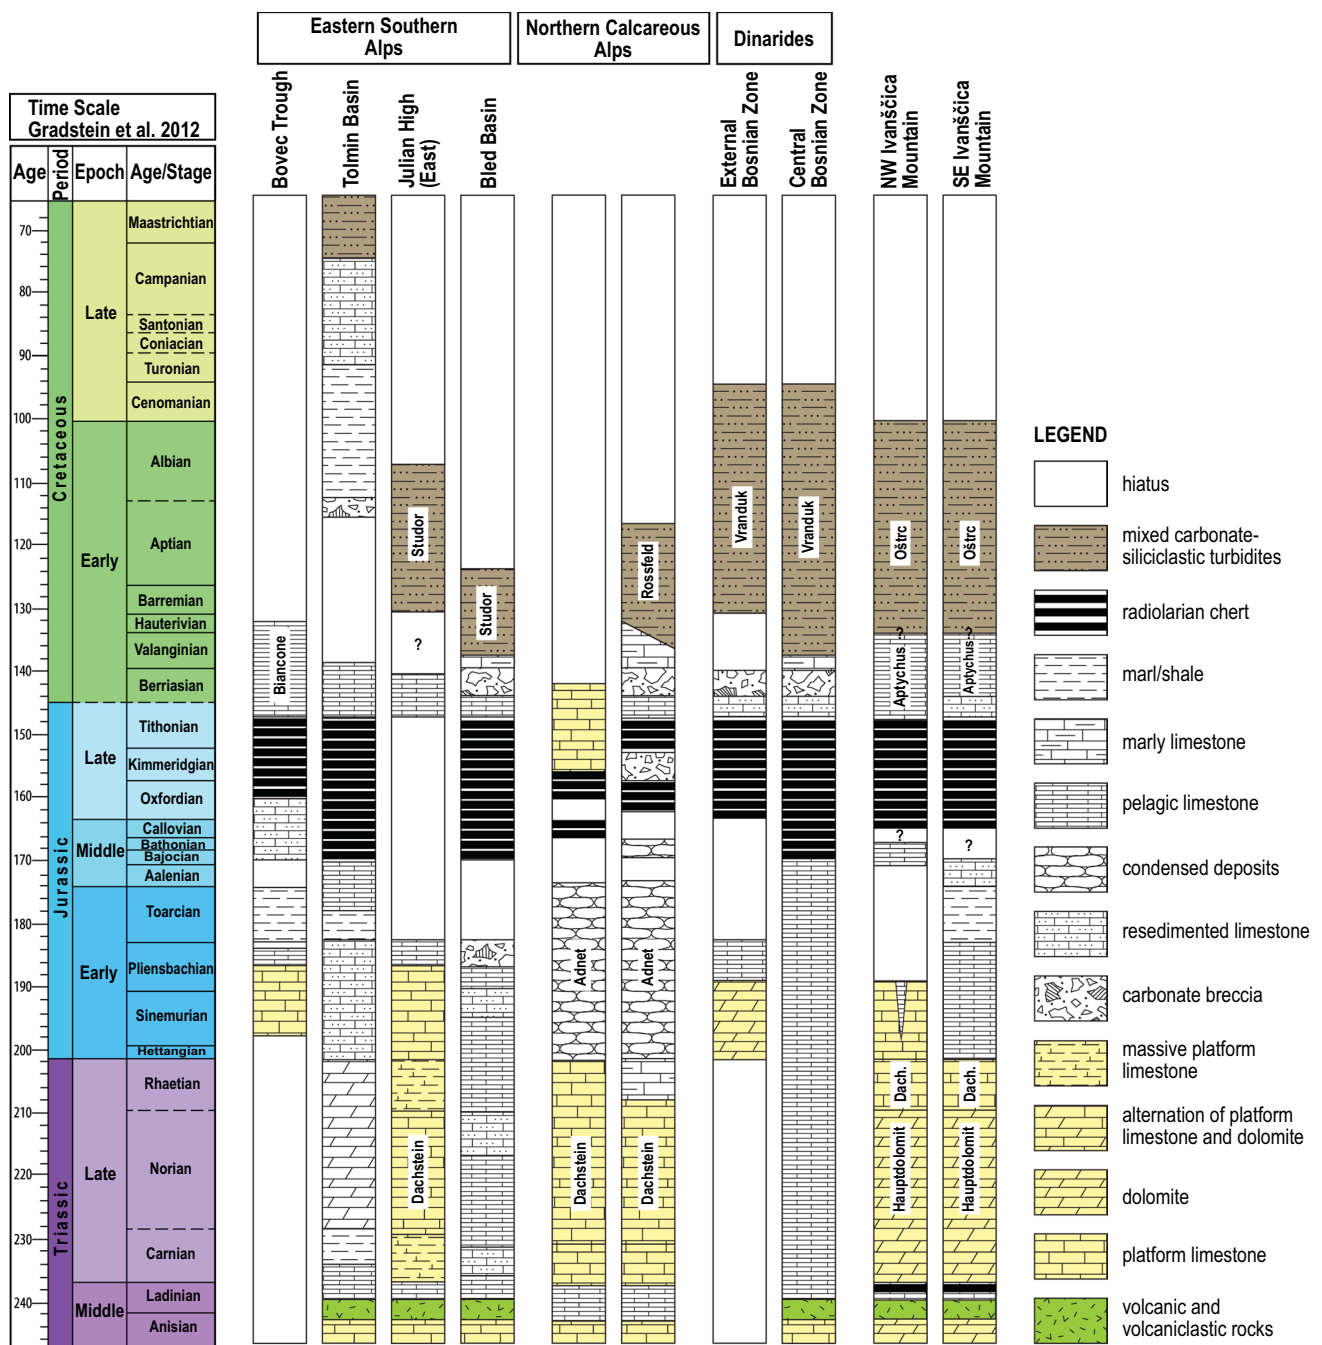 Eastern Southern
Alps
Northern Calcareous
Alps
Dinarides
Time Scale
Gradstein et al. 2012
Age
Period
Epoch
Age/Stage
Bovec Trough
Tolmin Basin
Julian High
(East)
Bled Basin
External
Bosnian Zone
Central
Bosnian Zone
NW Ivanščica
Mountain
SE Ivanščica
Mountain
70
80
90
100
110
120
130
140
150
160
170
180
190
200
210
220
230
240
Cretaceous
Jurassic
Triassic
Late
Early
Late
Middle
Early
Late
Middle
Maastrichtian
Campanian
Santonian
Coniacian
Turonian
Cenomanian
Albian
Aptian
Barremian
Hauterivian
Valanginian
Berriasian
Tithonian
Kimmeridgian
Oxfordian
Callovian
Bathonian
Bajocian
Aalenian
Toarcian
Pliensbachian
Sinemurian
Hettangian
Rhaetian
Norian
Carnian
Ladinian
Anisian
Biancone
Studor
?
Dachstein
Studor
Adnet
Dachstein
Rossfeld
Adnet
Dachstein
Vranduk
Vranduk
Oštrc
?
Aptychus.
?
Dach.
Hauptdolomit
Oštrc
?
Aptychus
?
Dach.
Hauptdolomit
LEGEND
hiatus
mixed carbonate-
siliciclastic turbidites
radiolarian chert
marl/shale
marly limestone
pelagic limestone
condensed deposits
resedimented limestone
carbonate breccia
massive platform
limestone
alternation of platform
limestone and dolomite
dolomite
platform limestone
volcanic and
volcaniclastic rocks